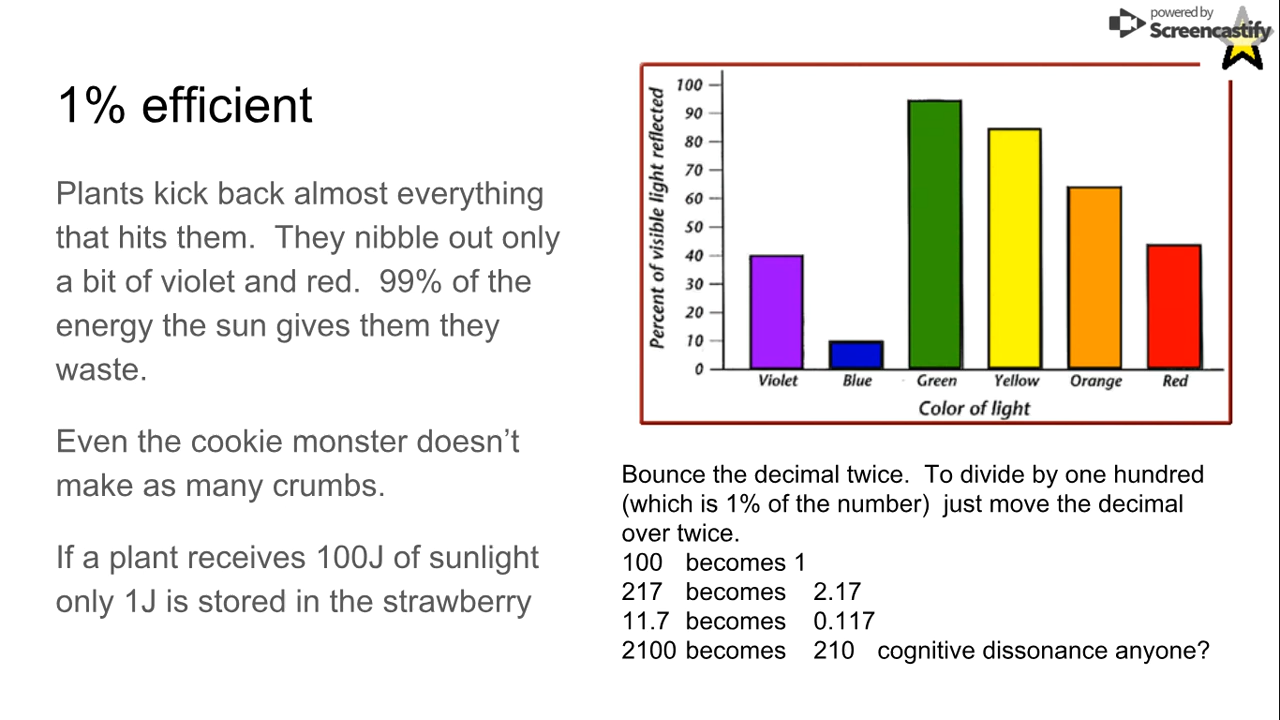 powered by
Screencastify
1% efficient
Plants kick back almost everything
that hits them.  They nibble out only
a bit of violet and red.  99% of the
energy the sun gives them they
waste.
Even the cookie monster doesn’t
make as many crumbs.
If a plant receives 100J of sunlight
only 1J is stored in the strawberry
Percent of visible light reflected
100
90
80
70
60
50
40
30
20
10
0
Violet Blue Green Yellow Orange Red
Color of light
Bounce the decimal twice.  To divide by one hundred
(which is 1% of the number)  just move the decimal
over twice.
100 becomes 1
217 becomes 2.17
11.7 becomes 0.117
2100 becomes 210 cognitive dissonance anyone?